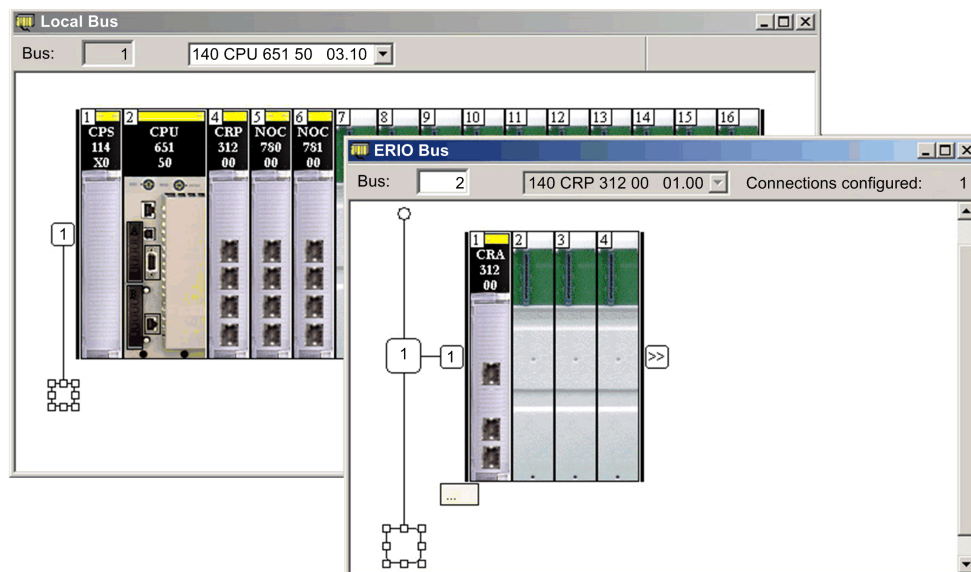 Local Bus
Bus: 1 140 CPU 651 50 03.10
1 2 4 5 6 7 8 9 10 11 12 13 14 15 16
CPS CPU CRP NOC NOC
114 651 312 780 781
X0 50 00 00 00
1
ERIO Bus
Bus: 2 140 CRP 312 00 01.00 Connections configured: 1
1 2 3 4
CRA
312
00
1 1 >>
...